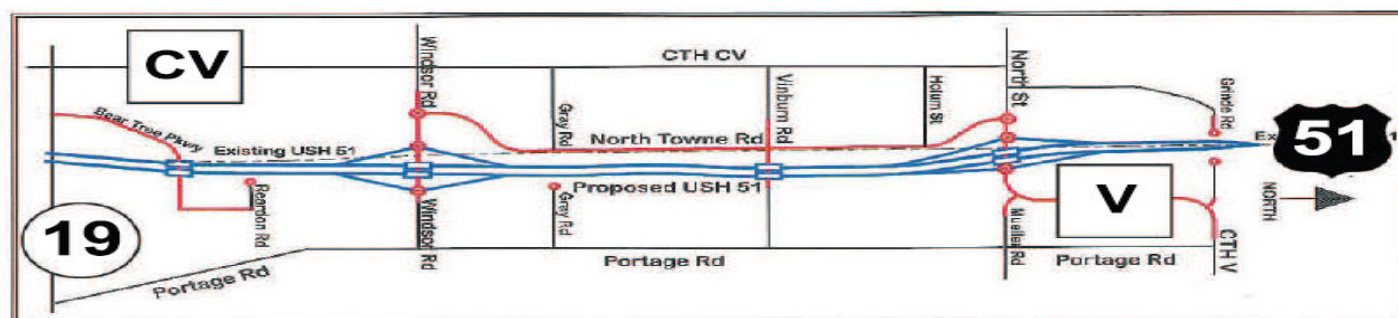 CV
CTH CV
Windsor Rd
North St
Gray Rd
Vinburn Rd
Holum St
Grinde Rd
Bear Tree Pkwy
Existing USH 51
North Towne Rd
Ex
51
Proposed USH 51
Reardon Rd
Gray Rd
Windsor Rd
Mueller Rd
V
NORTH
19
Portage Rd
Portage Rd
Portage Rd
CTH V